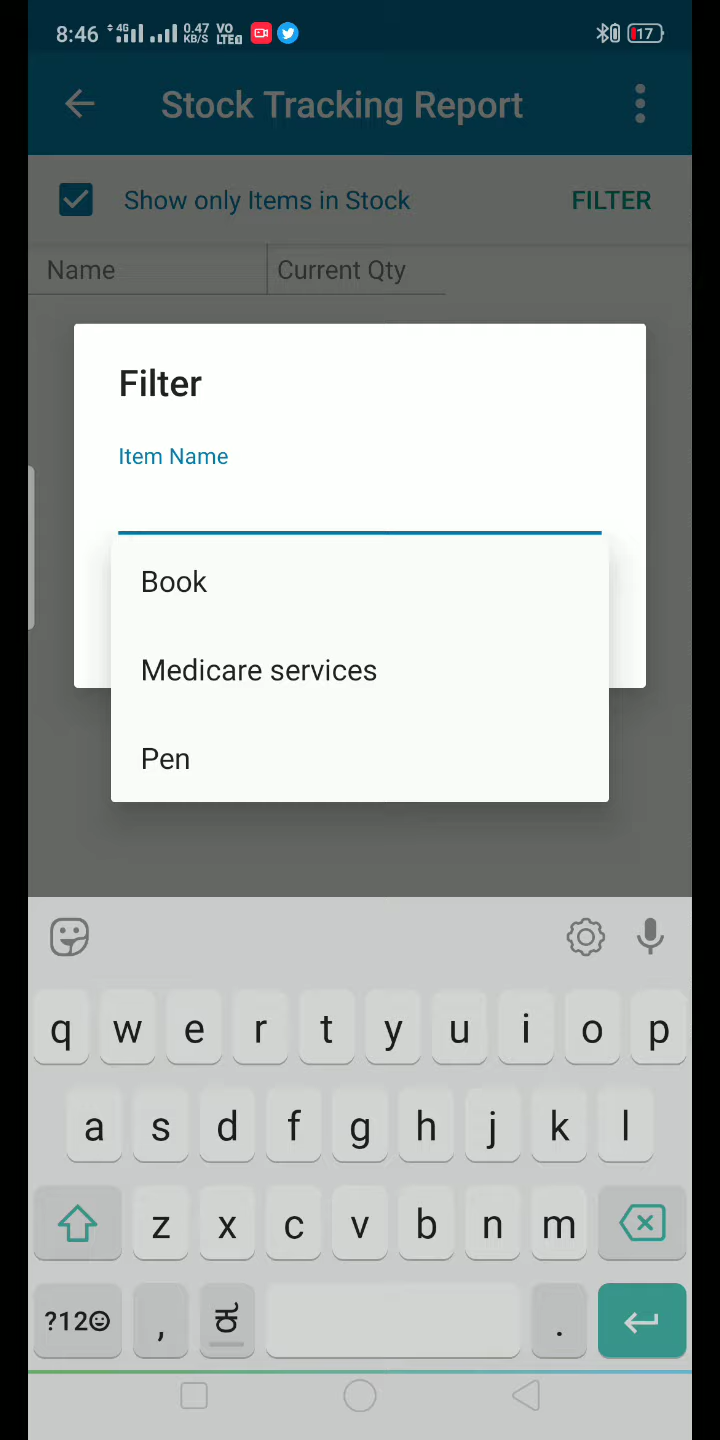 8:46 4G 0.47 KB/S VO LTE 17
Stock Tracking Report
Show only Items in Stock FILTER
Name Current Qty
Filter
Item Name
Book
Medicare services
Pen
q w e r t y u i o p
a s d f g h j k l
z x c v b n m
?123 , ಕ .